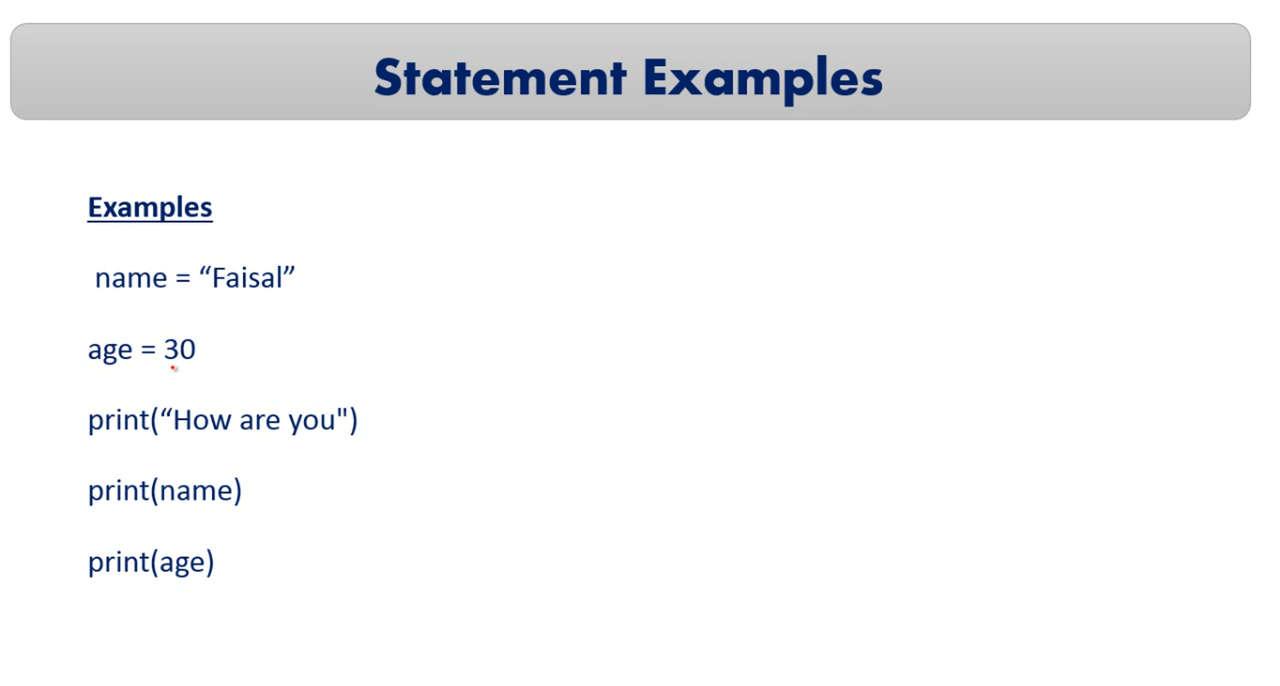 Statement Examples
Examples
name = “Faisal”
age = 30
print(“How are you")
print(name)
print(age)